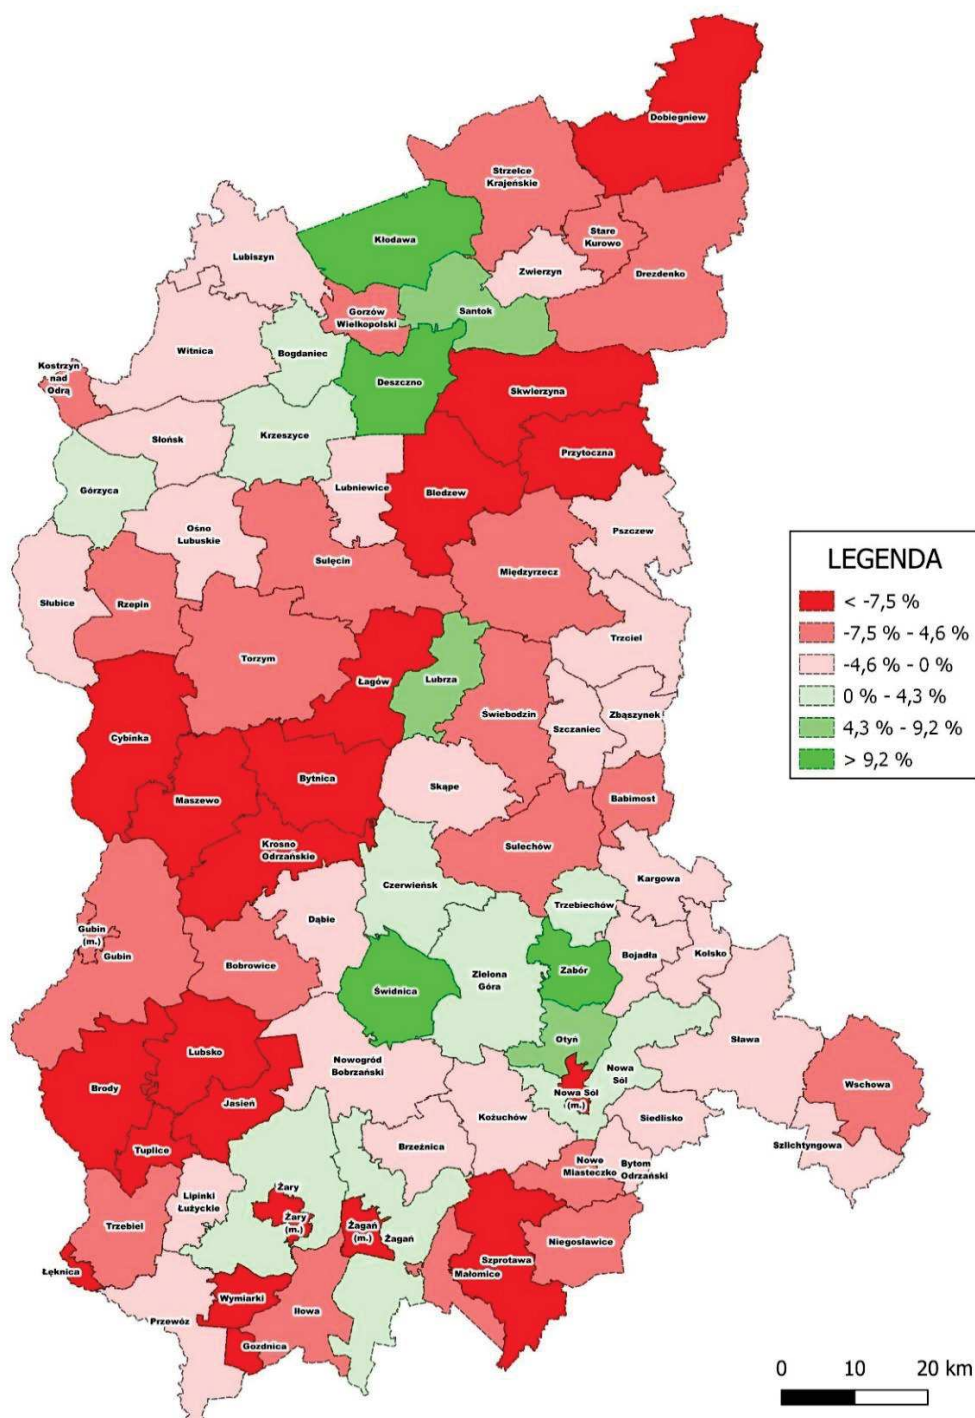 Dobiegniew
Strzelce
Krajeńskie
Stare
Kurowo
Kłodawa
Lubiszyn
Zwierzyn
Drezdenko
Santok
Gorzów
Wielkopolski
Witnica
Bogdaniec
Kostrzyn
nad
Odrą
Deszczno
Skwierzyna
Słońsk
Krzeszyce
Przytoczna
Górzyca
Lubniewice
Bledzew
Ośno
Lubuskie
Pszczew
Sulęcin
Międzyrzecz
Słubice
Rzepin
Trzciel
Torzym
Łagów
Lubrza
Świebodzin
Zbąszynek
Szczaniec
Cybinka
Bytnica
Skąpe
Maszewo
Babimost
Krosno
Odrzańskie
Sulechów
Kargowa
Czerwieńsk
Trzebiechów
Dąbie
Gubin
(m.)
Gubin
Bobrowice
Bojadła
Kolsko
Zielona
Góra
Zabór
Świdnica
Otyń
Sława
Lubsko
Nowogród
Bobrzański
Nowa
Sól
Brody
Jasień
Nowa Sól
(m.)
Wschowa
Kożuchów
Siedlisko
Tuplice
Brzeźnica
Szlichtyngowa
Nowe
Miasteczko
Bytom
Odrzański
Żary
Lipinki
Łużyckie
Trzebiel
Żary
(m.)
Żagań
(m.)
Żagań
Niegosławice
Szprotawa
Małomice
Łęknica
Wymiarki
Iłowa
Przewóz
Gozdnica
LEGENDA
< -7,5 %
-7,5 % - 4,6 %
-4,6 % - 0 %
0 % - 4,3 %
4,3 % - 9,2 %
> 9,2 %
0 10 20 km